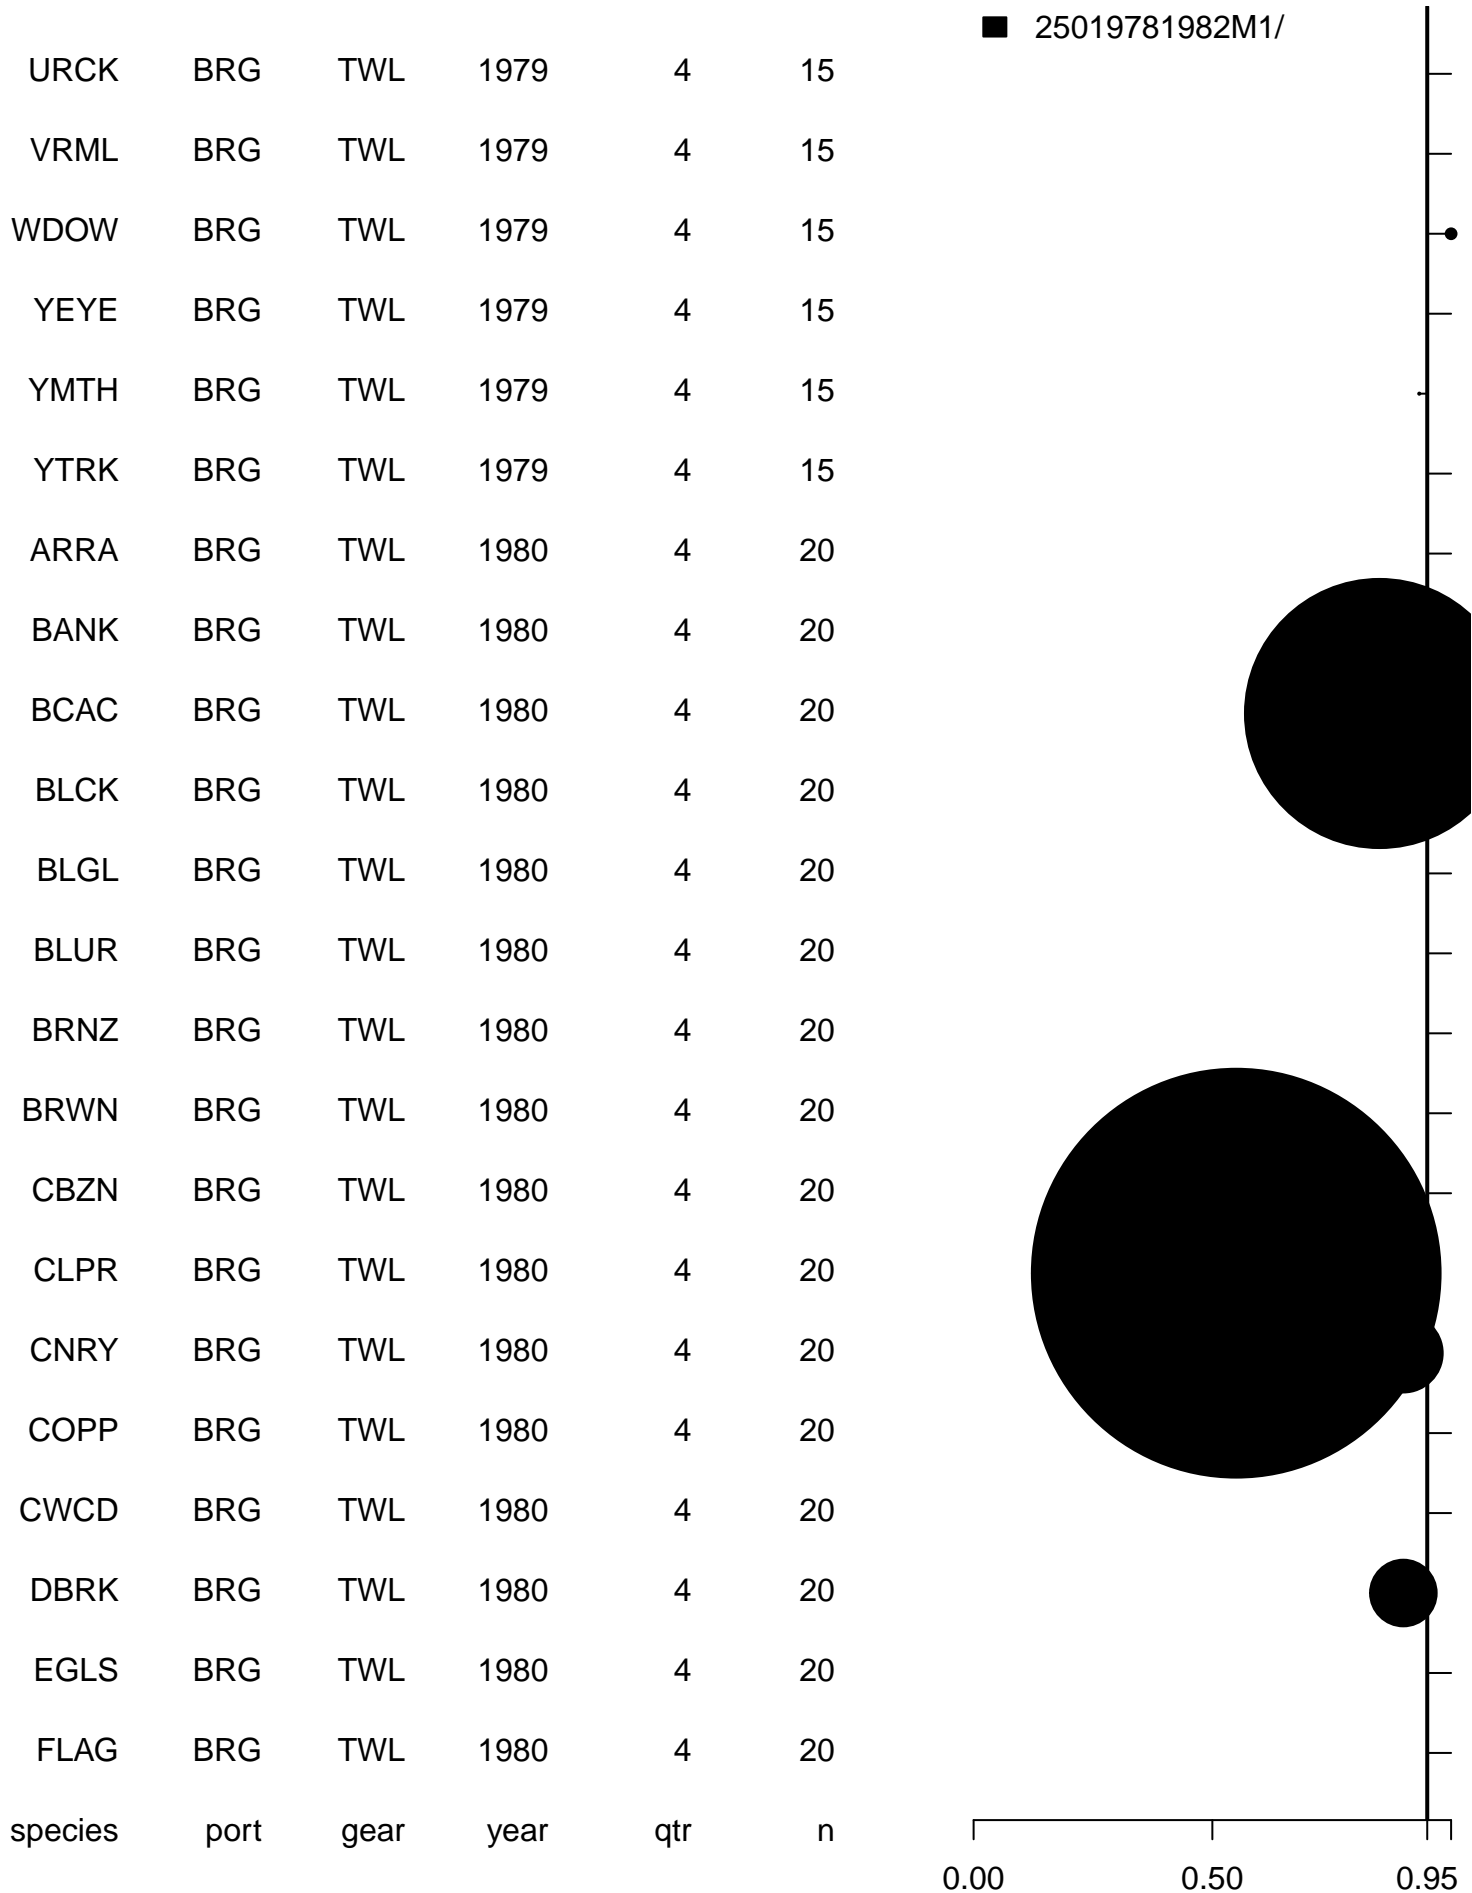 25019781982M1/
URCK BRG TWL 1979 4 15
VRML BRG TWL 1979 4 15
WDOW BRG TWL 1979 4 15
YEYE BRG TWL 1979 4 15
YMTH BRG TWL 1979 4 15
YTRK BRG TWL 1979 4 15
ARRA BRG TWL 1980 4 20
BANK BRG TWL 1980 4 20
BCAC BRG TWL 1980 4 20
BLCK BRG TWL 1980 4 20
BLGL BRG TWL 1980 4 20
BLUR BRG TWL 1980 4 20
BRNZ BRG TWL 1980 4 20
BRWN BRG TWL 1980 4 20
CBZN BRG TWL 1980 4 20
CLPR BRG TWL 1980 4 20
CNRY BRG TWL 1980 4 20
COPP BRG TWL 1980 4 20
CWCD BRG TWL 1980 4 20
DBRK BRG TWL 1980 4 20
EGLS BRG TWL 1980 4 20
FLAG BRG TWL 1980 4 20
species port gear year qtr n
0.00 0.50 0.95